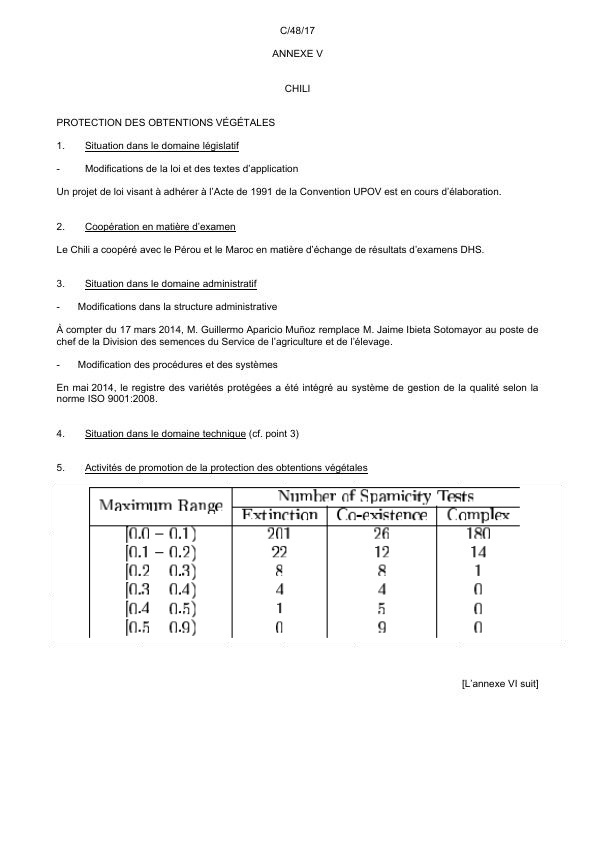 C/48/17
ANNEXE V
CHILI
PROTECTION DES OBTENTIONS VÉGÉTALES
1. Situation dans le domaine législatif
- Modifications de la loi et des textes d'application
Un projet de loi visant à adhérer à l'Acte de 1991 de la Convention UPOV est en cours d'élaboration.
2. Coopération en matière d'examen
Le Chili a coopéré avec le Pérou et le Maroc en matière d'échange de résultats d'examens DHS.
3. Situation dans le domaine administratif
- Modifications dans la structure administrative
À compter du 17 mars 2014, M. Guillermo Aparicio Muñoz remplace M. Jaime Ibieta Sotomayor au poste de
chef de la Division des semences du Service de l'agriculture et de l'élevage.
- Modification des procédures et des systèmes
En mai 2014, le registre des variétés protégées a été intégré au système de gestion de la qualité selon la
norme ISO 9001:2008.
4. Situation dans le domaine technique (cf. point 3)
5. Activités de promotion de la protection des obtentions végétales
Maximum Range Number of Spamicity Tests
Extinction Co-existence Complex
[0.0 – 0.1) 201 26 180
[0.1 – 0.2) 22 12 14
[0.2 0.3) 8 8 1
[0.3 0.4) 4 4 0
[0.4 0.5) 1 5 0
[0.5 0.9) 0 9 0
[L'annexe VI suit]